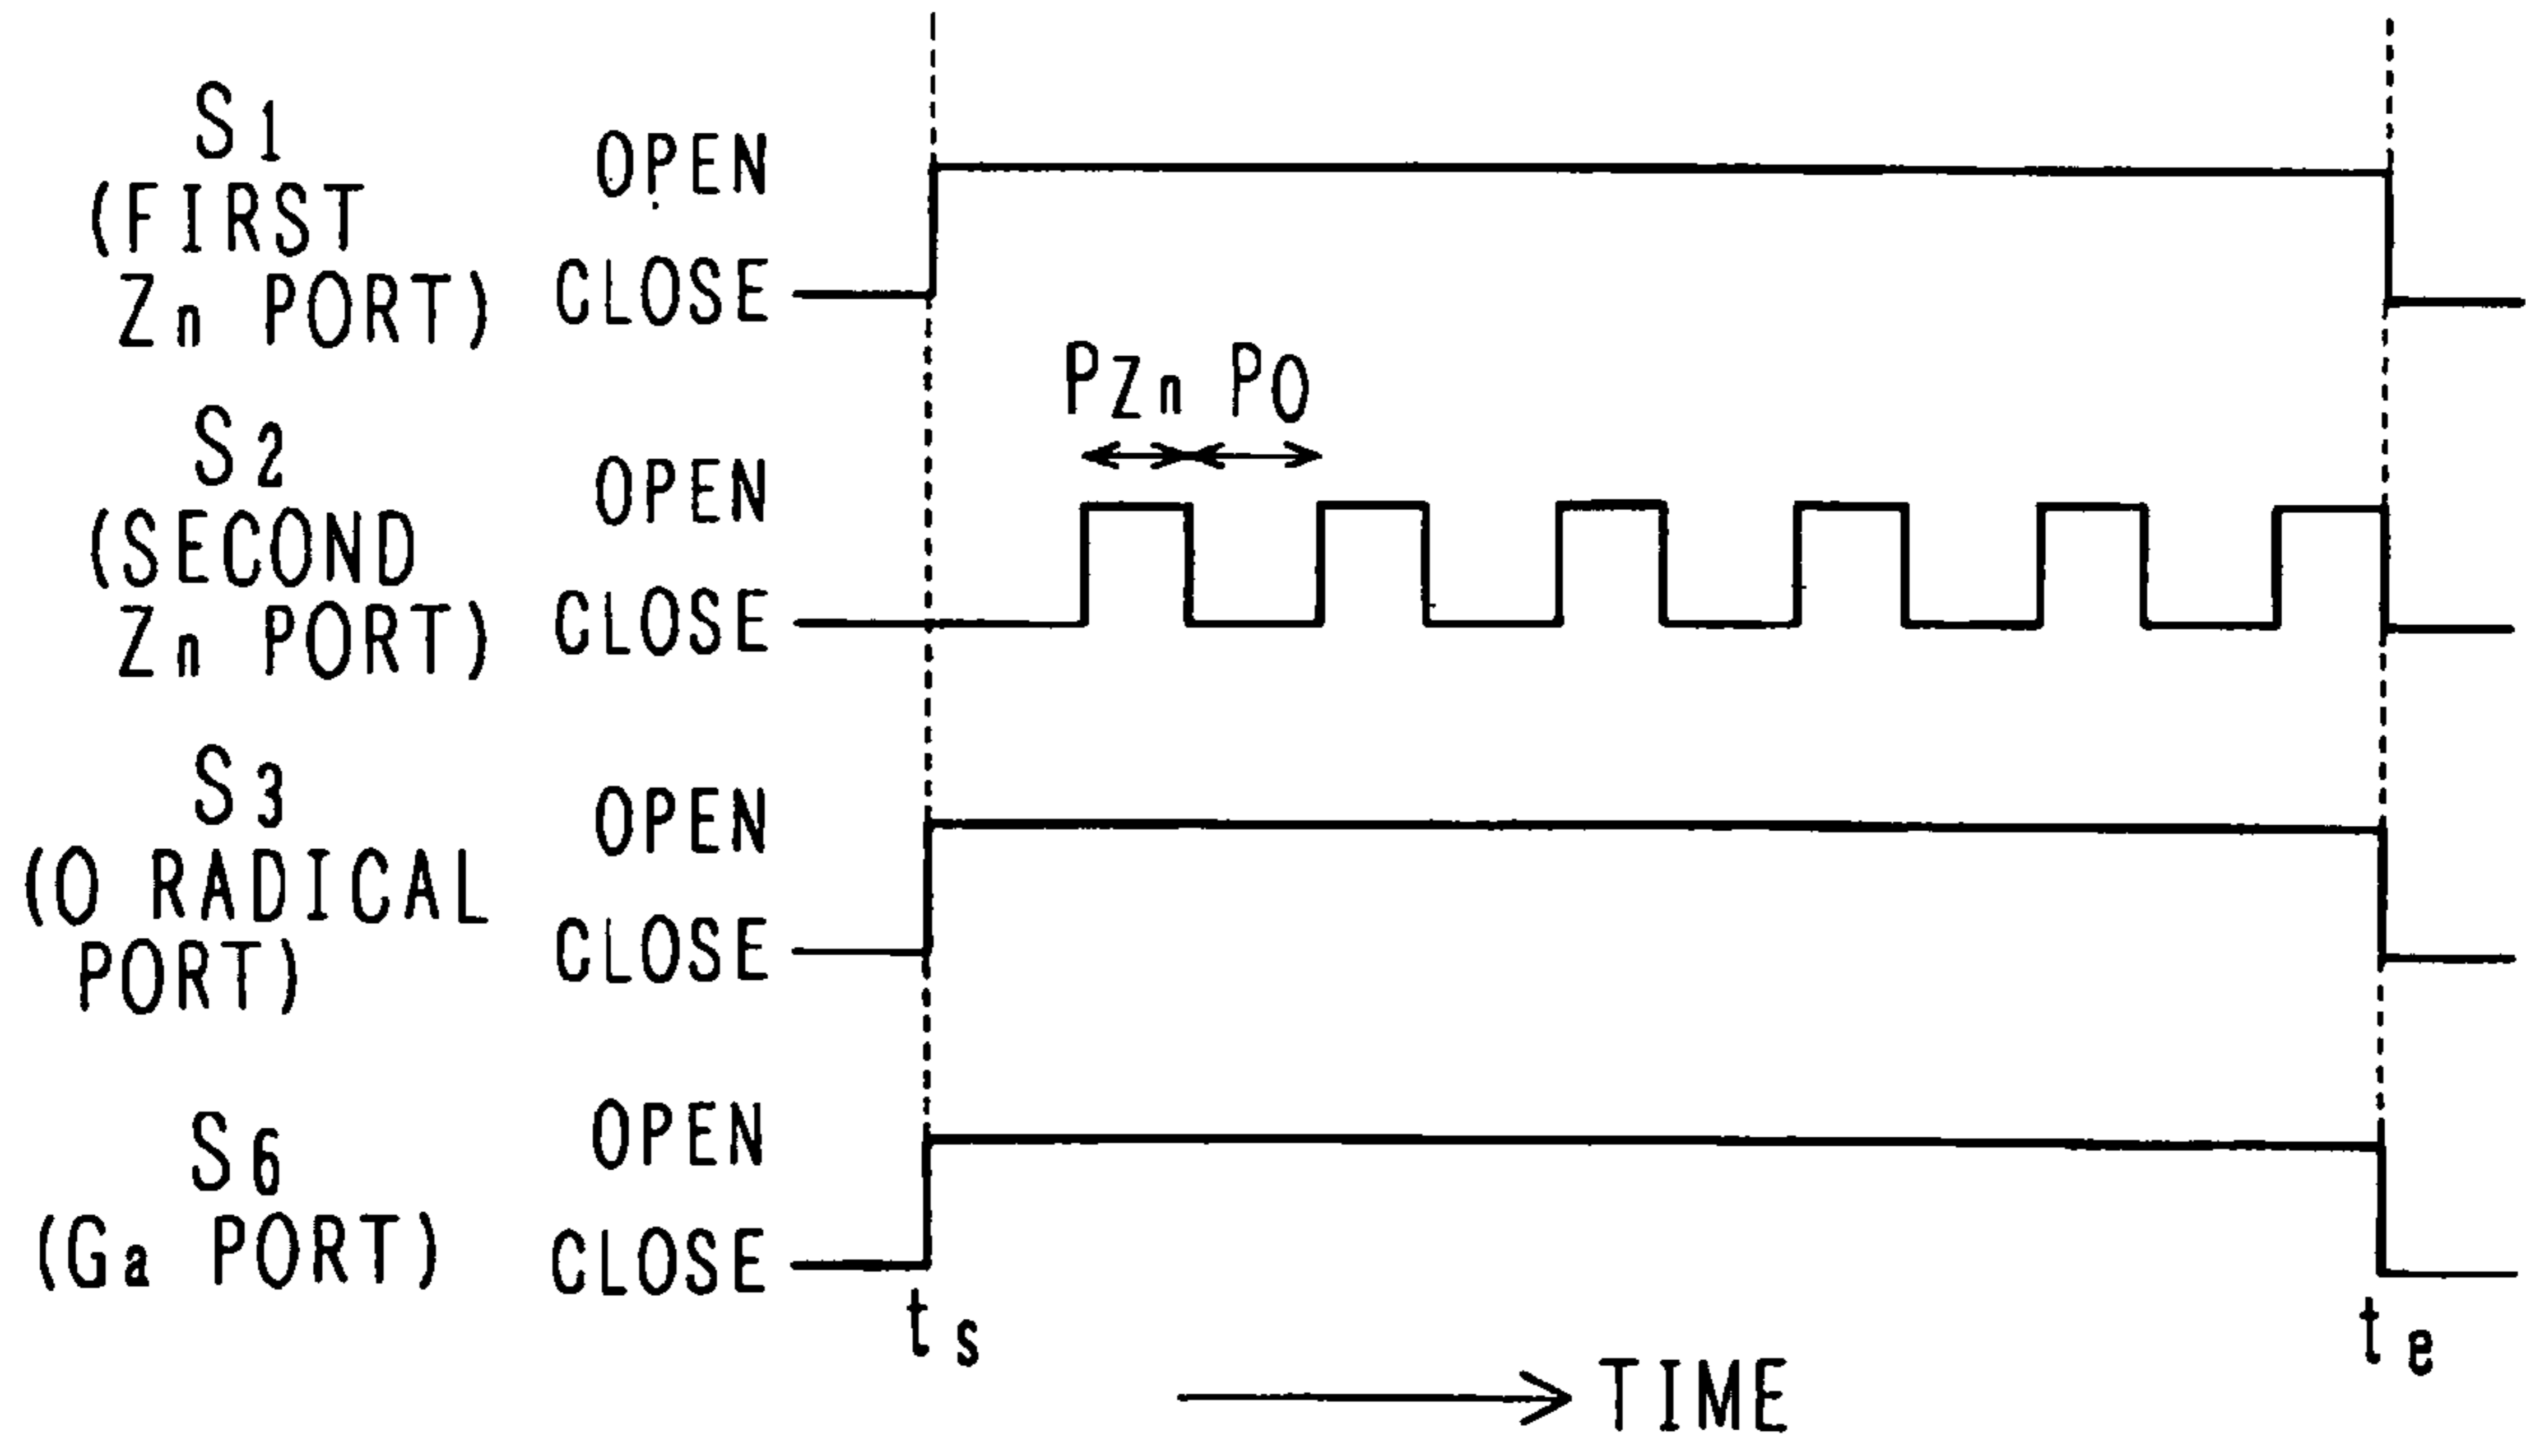 S1
(FIRST
Zn PORT)
OPEN
CLOSE
PZn PO
S2
(SECOND
Zn PORT)
OPEN
CLOSE
S3
(O RADICAL
PORT)
OPEN
CLOSE
S6
(Ga PORT)
OPEN
CLOSE
ts
te
TIME